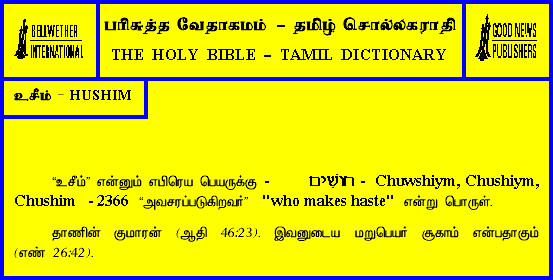 BELLWETHER
INTERNATIONAL
பரிசுத்த வேதாகமம் - தமிழ் சொல்லகராதி
THE HOLY BIBLE - TAMIL DICTIONARY
GOOD NEWS
PUBLISHERS
உசீம் - HUSHIM
“உசீம்” என்னும் எபிரெய பெயருக்கு - חוּשִׁים - Chuwshiym, Chushiym,
Chushim - 2366 “அவசரப்படுகிறவர்” "who makes haste" என்று பொருள்.
தாணின் குமாரன் (ஆதி 46:23). இவனுடைய மறுபெயர் சூகாம் என்பதாகும்
(எண் 26:42).